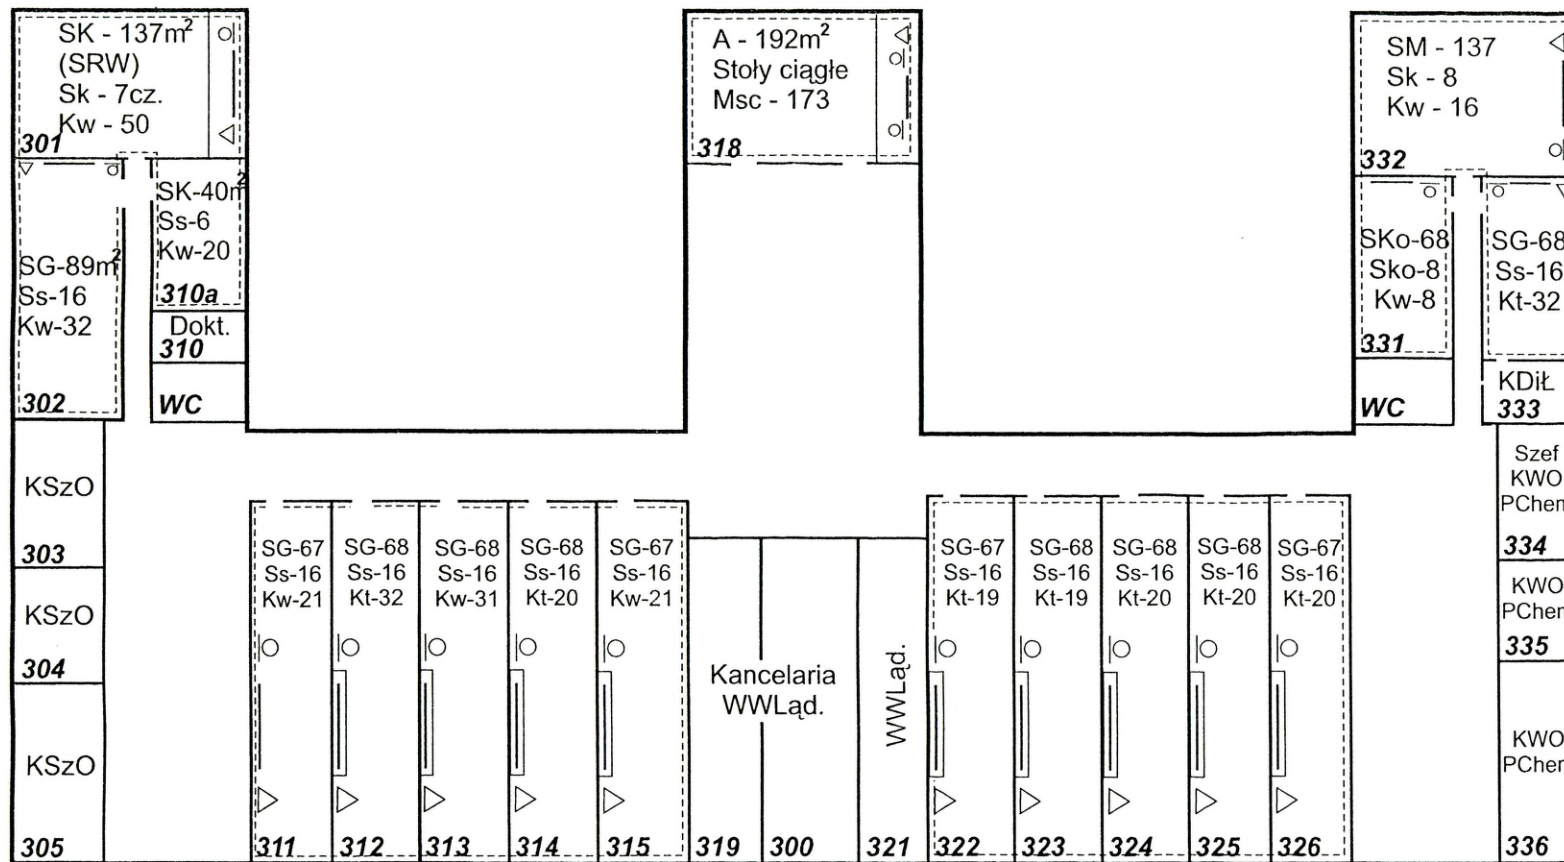 SK - 137m²
(SRW)
Sk - 7cz.
Kw - 50
301
A - 192m²
Stoły ciągłe
Msc - 173
318
SM - 137
Sk - 8
Kw - 16
332
SG-89m²
Ss-16
Kw-32
302
SK-40m²
Ss-6
Kw-20
310a
Dokt.
310
WC
SKo-68
Sko-8
Kw-8
331
WC
SG-68
Ss-16
Kt-32
KDiŁ
333
KSzO
303
KSzO
304
KSzO
305
SG-67
Ss-16
Kw-21
311
SG-68
Ss-16
Kt-32
312
SG-68
Ss-16
Kw-31
313
SG-68
Ss-16
Kt-20
314
SG-67
Ss-16
Kw-21
315
Kancelaria
WWLąd.
319
300
WWLąd.
321
SG-67
Ss-16
Kt-19
322
SG-68
Ss-16
Kt-19
323
SG-68
Ss-16
Kt-20
324
SG-68
Ss-16
Kt-20
325
SG-67
Ss-16
Kt-20
326
Szef
KWO
PChem
334
KWO
PChem
335
KWO
PChem
336